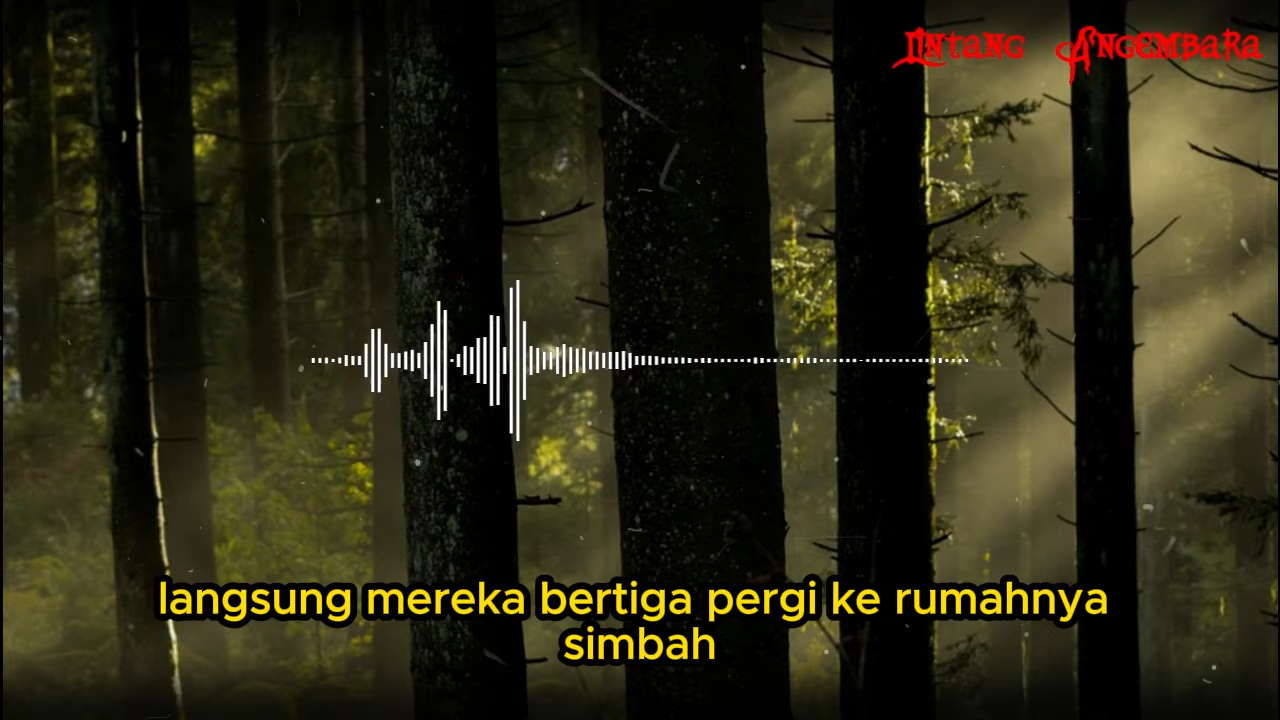 Lintang Angembara
langsung mereka bertiga pergi ke rumahnya
simbah